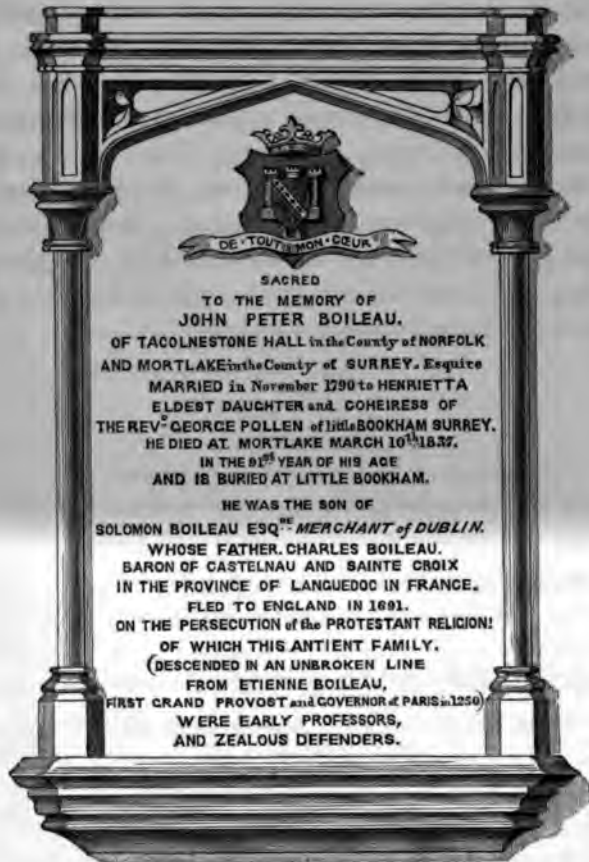 DE·TOUT·MON·CŒUR
SACRED
TO THE MEMORY OF
JOHN PETER BOILEAU.
OF TACOLNESTONE HALL in the County of NORFOLK
AND MORTLAKE in the County of SURREY. Esquire
MARRIED in November 1790 to HENRIETTA
ELDEST DAUGHTER and COHEIRESS OF
THE REVD GEORGE POLLEN of little BOOKHAM SURREY.
HE DIED AT MORTLAKE MARCH 10th 1837.
IN THE 91st YEAR OF HIS AGE
AND IS BURIED AT LITTLE BOOKHAM.
HE WAS THE SON OF
SOLOMON BOILEAU ESQRE MERCHANT of DUBLIN.
WHOSE FATHER. CHARLES BOILEAU.
BARON OF CASTELNAU AND SAINTE CROIX
IN THE PROVINCE OF LANGUEDOC IN FRANCE.
FLED TO ENGLAND IN 1691.
ON THE PERSECUTION of the PROTESTANT RELIGION!
OF WHICH THIS ANTIENT FAMILY.
(DESCENDED IN AN UNBROKEN LINE
FROM ETIENNE BOILEAU,
FIRST GRAND PROVOST and GOVERNOR of PARIS in 1250)
WERE EARLY PROFESSORS,
AND ZEALOUS DEFENDERS.